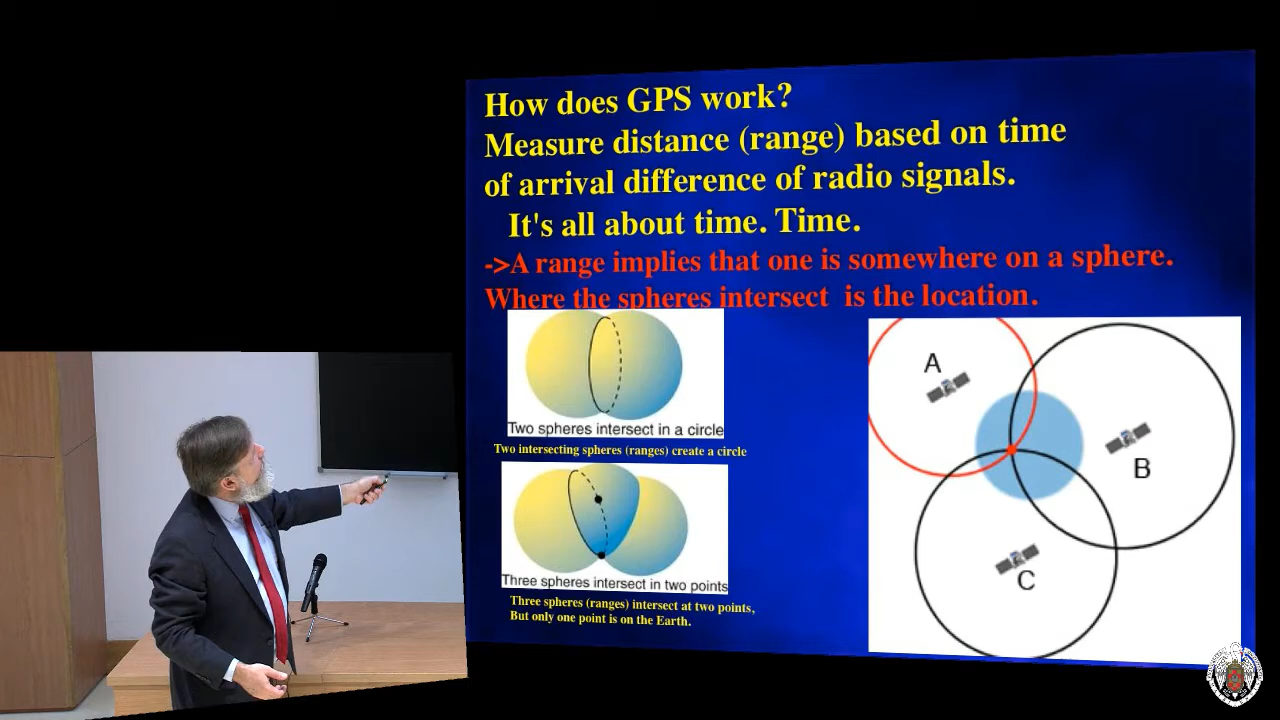 How does GPS work?
Measure distance (range) based on time
of arrival difference of radio signals.
It's all about time. Time.
->A range implies that one is somewhere on a sphere.
Where the spheres intersect is the location.
Two spheres intersect in a circle
Two intersecting spheres (ranges) create a circle
Three spheres intersect in two points
Three spheres (ranges) intersect at two points,
But only one point is on the Earth.
A
B
C